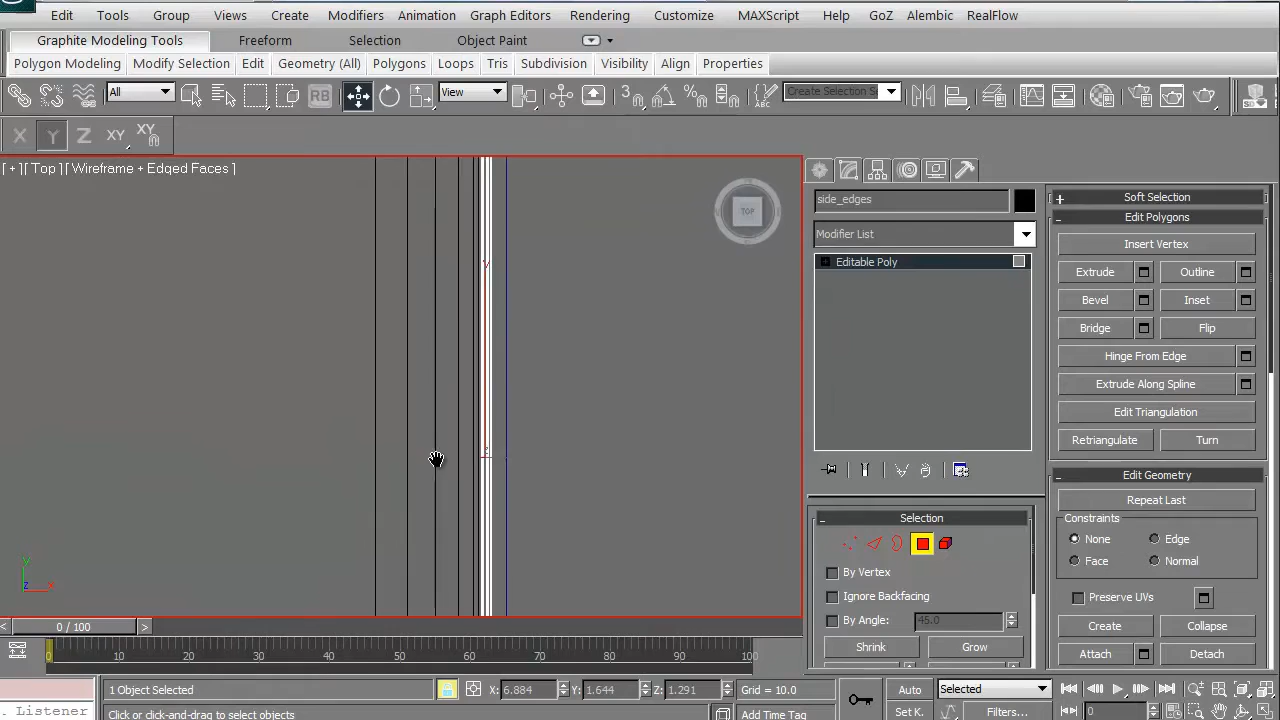 Edit Tools Group Views Create Modifiers Animation Graph Editors Rendering Customize MAXScript Help GoZ Alembic RealFlow
Graphite Modeling Tools Freeform Selection Object Paint
Polygon Modeling Modify Selection Edit Geometry (All) Polygons Loops Tris Subdivision Visibility Align Properties
All RB View 3 Create Selection Se
X Y Z XY XY
[ + ][ Top ][ Wireframe + Edged Faces ]
TOP
side_edges
Modifier List
Editable Poly
Soft Selection
Edit Polygons
Insert Vertex
Extrude Outline
Bevel Inset
Bridge Flip
Hinge From Edge
Extrude Along Spline
Edit Triangulation
Retriangulate Turn
Edit Geometry
Repeat Last
Constraints
None Edge
Face Normal
Preserve UVs
Create Collapse
Attach Detach
Selection
By Vertex
Ignore Backfacing
By Angle: 45.0
Shrink Grow
y
z
y
z x
< 0 / 100 >
0 10 20 30 40 50 60 70 80 90 100
1 Object Selected X: 6.884 Y: 1.644 Z: 1.291 Grid = 10.0 Auto Selected
Listener Click or click-and-drag to select objects Add Time Tag Set K. Filters... 0